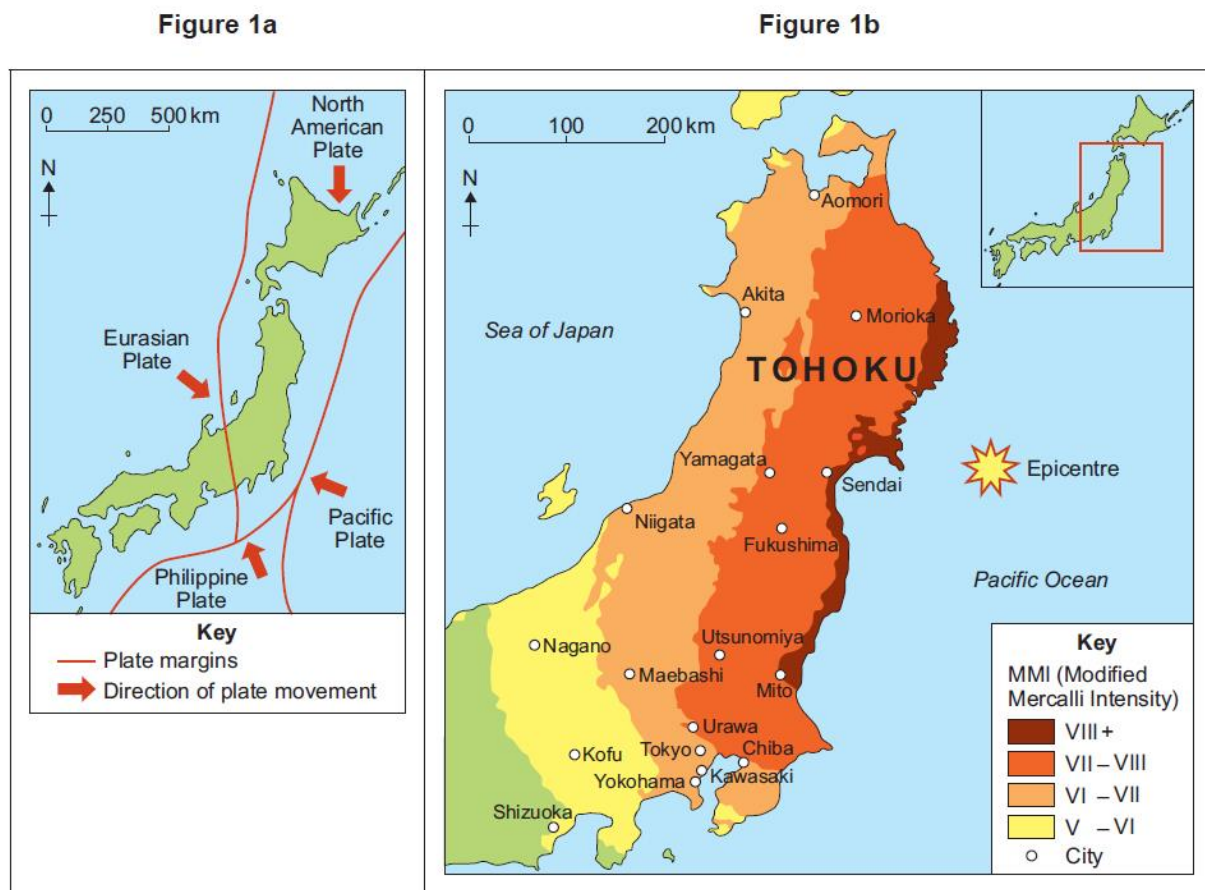 Figure 1a
0 250 500 km
N
North
American
Plate
Eurasian
Plate
Pacific
Plate
Philippine
Plate
Key
Plate margins
Direction of plate movement
Figure 1b
0 100 200 km
N
Aomori
Akita
Morioka
Sea of Japan
TOHOKU
Yamagata
Sendai
Epicentre
Niigata
Fukushima
Pacific Ocean
Utsunomiya
Nagano
Maebashi
Mito
Urawa
Tokyo
Chiba
Kofu
Kawasaki
Yokohama
Shizuoka
Key
MMI (Modified
Mercalli Intensity)
VIII +
VII – VIII
VI – VII
V – VI
City